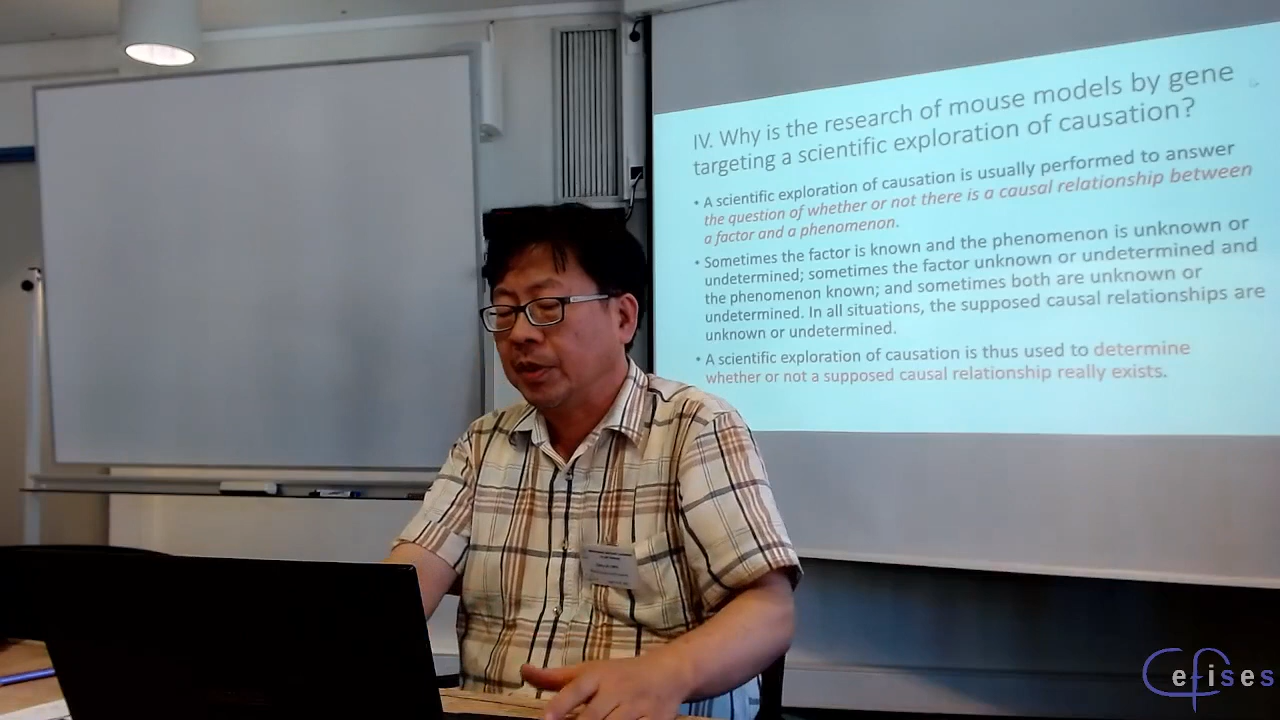 IV. Why is the research of mouse models by gene
targeting a scientific exploration of causation?
• A scientific exploration of causation is usually performed to answer
the question of whether or not there is a causal relationship between
a factor and a phenomenon.
• Sometimes the factor is known and the phenomenon is unknown or
undetermined; sometimes the factor unknown or undetermined and
the phenomenon known; and sometimes both are unknown or
undetermined. In all situations, the supposed causal relationships are
unknown or undetermined.
• A scientific exploration of causation is thus used to determine
whether or not a supposed causal relationship really exists.
Cefises